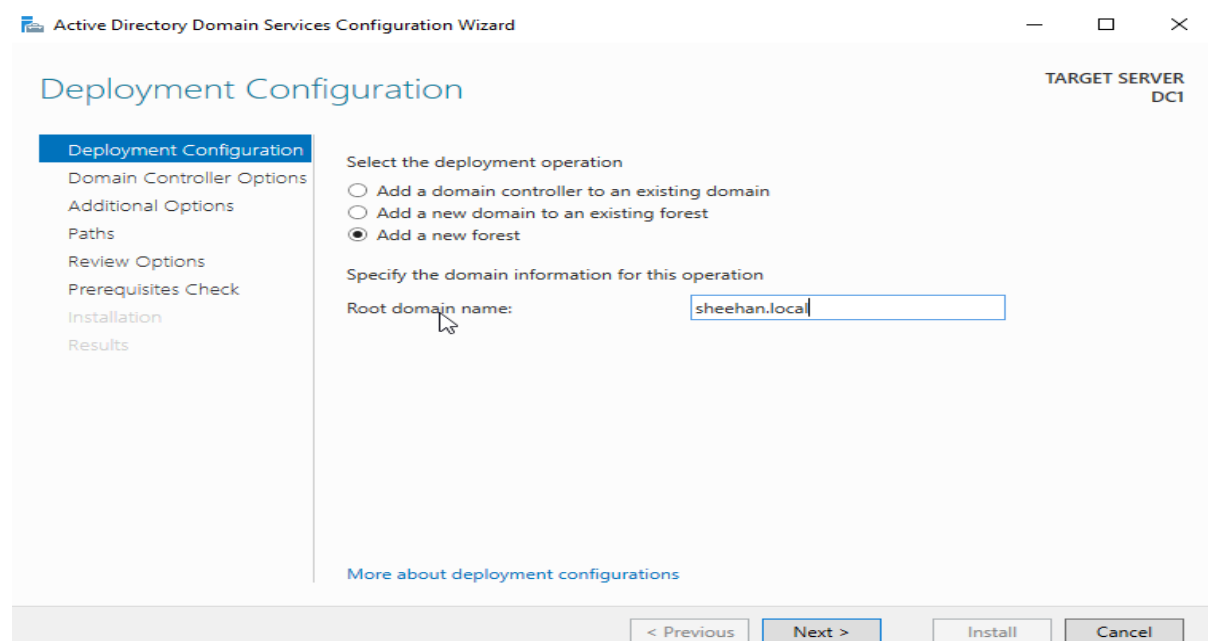 Active Directory Domain Services Configuration Wizard
Deployment Configuration
TARGET SERVER
DC1
Deployment Configuration
Domain Controller Options
Additional Options
Paths
Review Options
Prerequisites Check
Installation
Results
Select the deployment operation
Add a domain controller to an existing domain
Add a new domain to an existing forest
Add a new forest
Specify the domain information for this operation
Root domain name:
sheehan.local
More about deployment configurations
< Previous
Next >
Install
Cancel